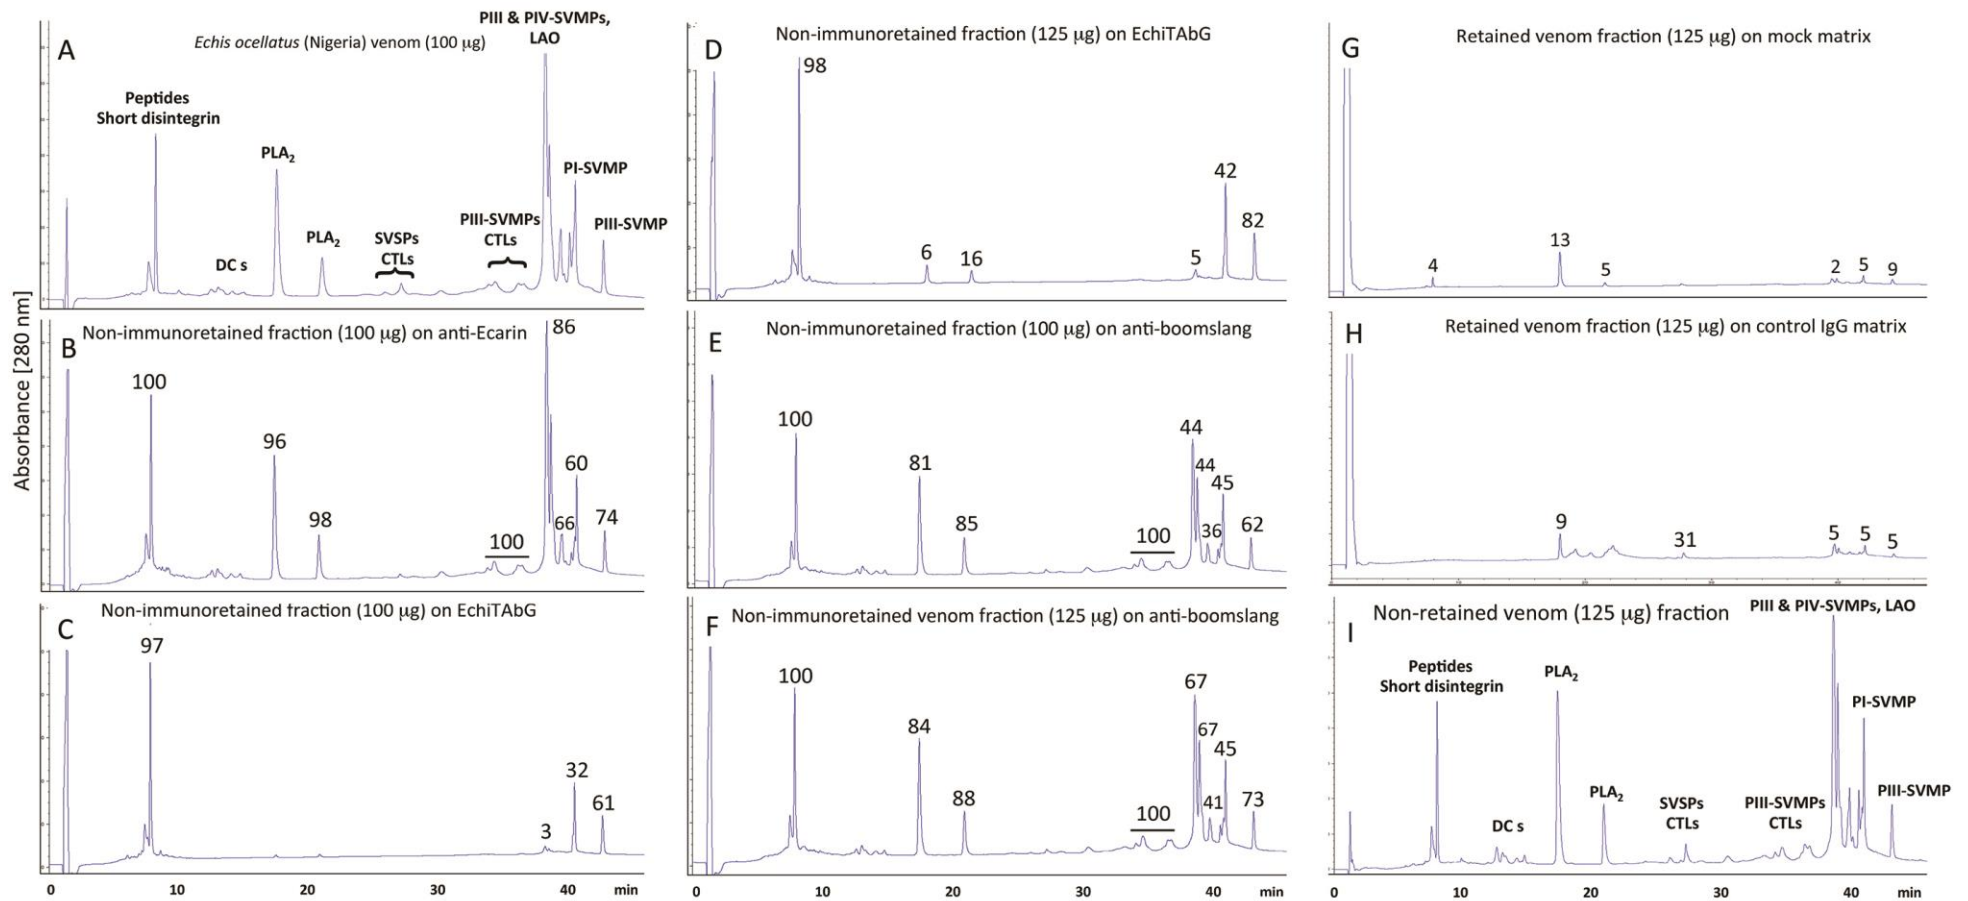 Absorbance [280 nm]
A
Echis ocellatus (Nigeria) venom (100 µg)
PIII & PIV-SVMPs,
LAO
Peptides
Short disintegrin
DC s
PLA2
PLA2
SVSPs
CTLs
PIII-SVMPs
CTLs
PI-SVMP
PIII-SVMP
B
Non-immunoretained fraction (100 µg) on anti-Ecarin
100
96
98
100
86
66
60
74
C
Non-immunoretained fraction (100 µg) on EchiTAbG
97
3
32
61
0
10
20
30
40
min
D
Non-immunoretained fraction (125 µg) on EchiTAbG
98
6
16
5
42
82
E
Non-immunoretained fraction (100 µg) on anti-boomslang
100
81
85
100
44
44
36
45
62
F
Non-immunoretained venom fraction (125 µg) on anti-boomslang
100
84
88
100
67
67
41
45
73
0
10
20
30
40
min
G
Retained venom fraction (125 µg) on mock matrix
4
13
5
2
5
9
H
Retained venom fraction (125 µg) on control IgG matrix
9
31
5
5
5
I
Non-retained venom (125 µg) fraction
PIII & PIV-SVMPs, LAO
Peptides
Short disintegrin
DC s
PLA2
PLA2
SVSPs
CTLs
PIII-SVMPs
CTLs
PI-SVMP
PIII-SVMP
0
10
20
30
40
min